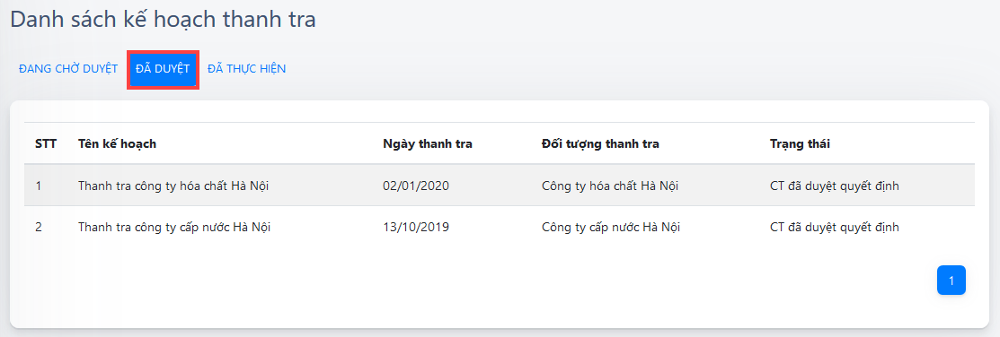 Danh sách kế hoạch thanh tra
ĐANG CHỜ DUYỆT ĐÃ DUYỆT ĐÃ THỰC HIỆN
STT Tên kế hoạch Ngày thanh tra Đối tượng thanh tra Trạng thái
1 Thanh tra công ty hóa chất Hà Nội 02/01/2020 Công ty hóa chất Hà Nội CT đã duyệt quyết định
2 Thanh tra công ty cấp nước Hà Nội 13/10/2019 Công ty cấp nước Hà Nội CT đã duyệt quyết định
1